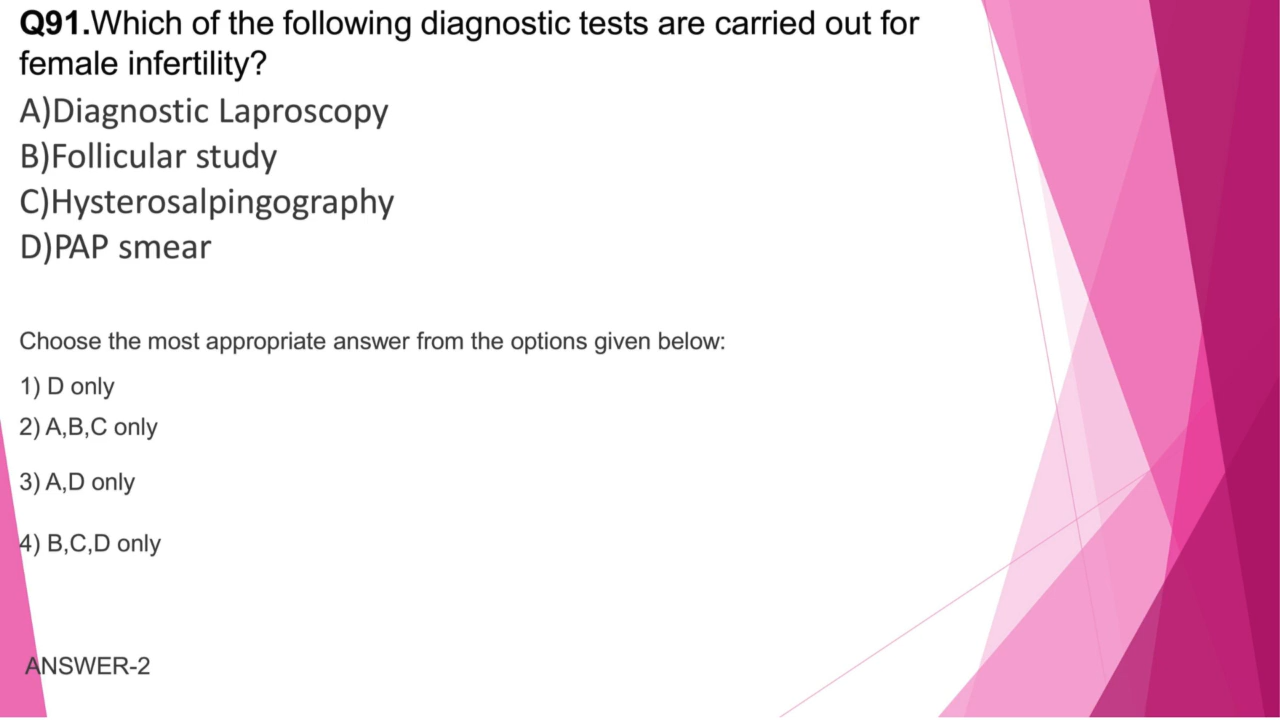 Q91.Which of the following diagnostic tests are carried out for
female infertility?
A)Diagnostic Laproscopy
B)Follicular study
C)Hysterosalpingography
D)PAP smear
Choose the most appropriate answer from the options given below:
1) D only
2) A,B,C only
3) A,D only
4) B,C,D only
ANSWER-2